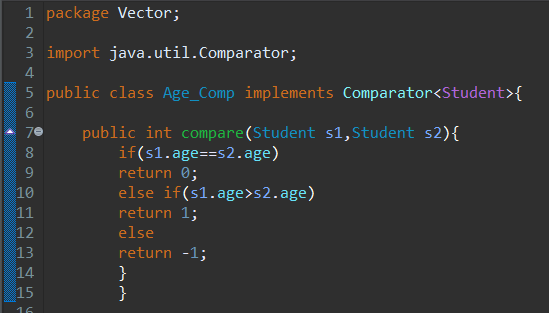 1 package Vector;
2
3 import java.util.Comparator;
4
5 public class Age_Comp implements Comparator<Student>{
6
7 public int compare(Student s1,Student s2){
8 if(s1.age==s2.age)
9 return 0;
10 else if(s1.age>s2.age)
11 return 1;
12 else
13 return -1;
14 }
15 }
16